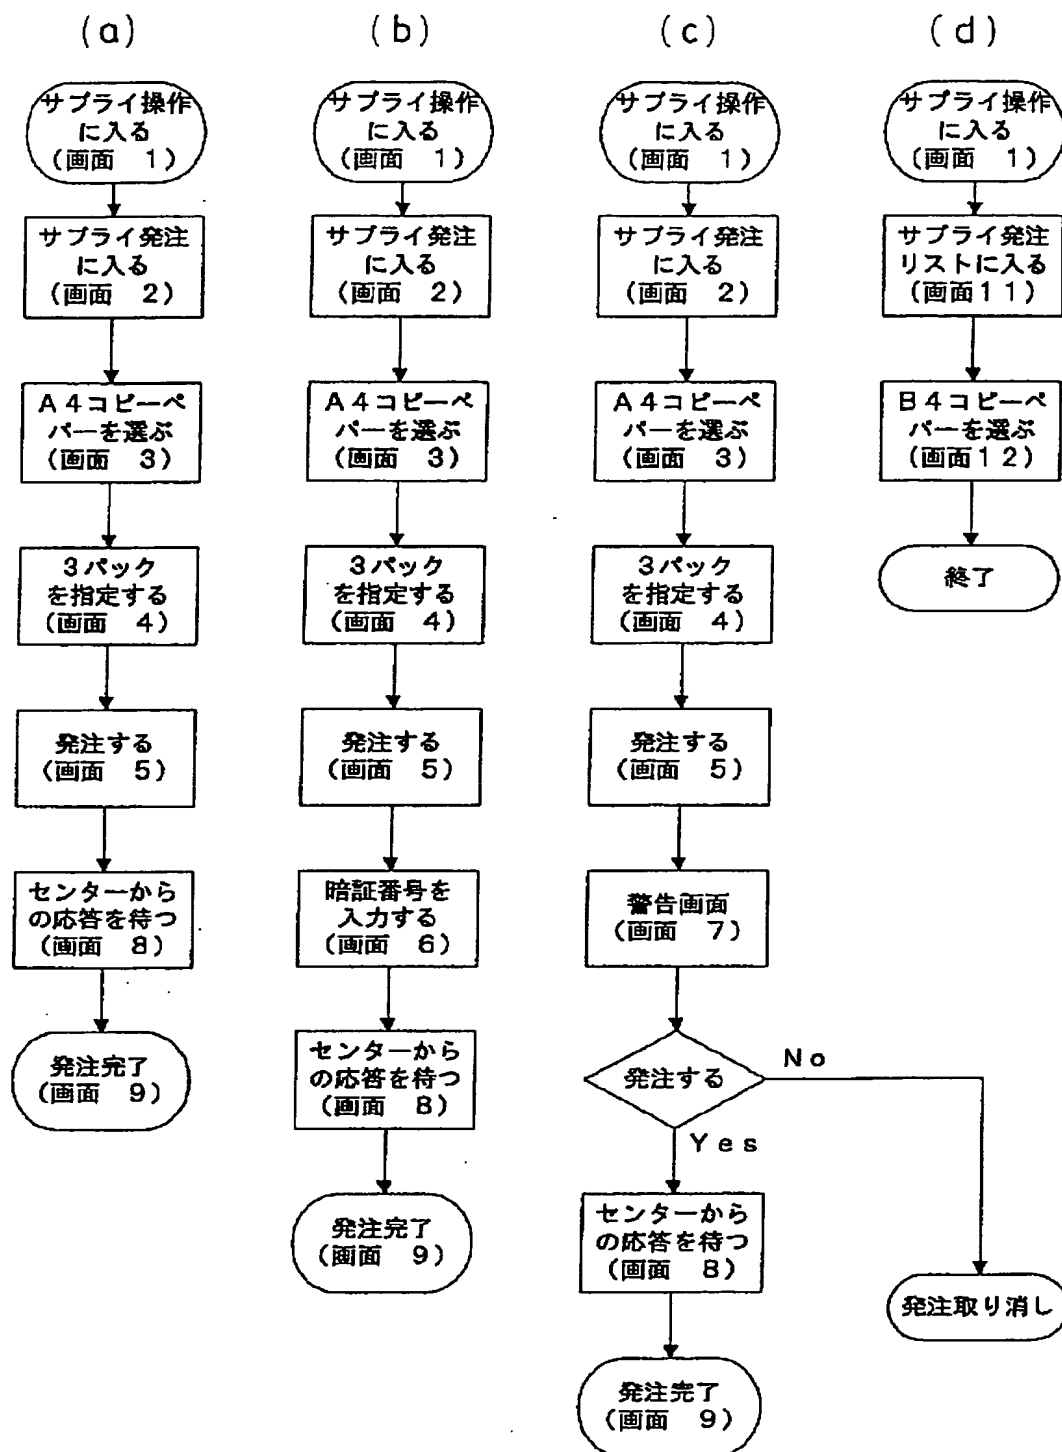 (a)
サプライ操作
に入る
(画面 1)
サプライ発注
に入る
(画面 2)
A4コピーペ
パーを選ぶ
(画面 3)
3パック
を指定する
(画面 4)
発注する
(画面 5)
センターから
の応答を待つ
(画面 8)
発注完了
(画面 9)
(b)
サプライ操作
に入る
(画面 1)
サプライ発注
に入る
(画面 2)
A4コピーペ
パーを選ぶ
(画面 3)
3パック
を指定する
(画面 4)
発注する
(画面 5)
暗証番号を
入力する
(画面 6)
センターから
の応答を待つ
(画面 8)
発注完了
(画面 9)
(c)
サプライ操作
に入る
(画面 1)
サプライ発注
に入る
(画面 2)
A4コピーペ
パーを選ぶ
(画面 3)
3パック
を指定する
(画面 4)
発注する
(画面 5)
警告画面
(画面 7)
発注する
No
Yes
センターから
の応答を待つ
(画面 8)
発注完了
(画面 9)
発注取り消し
(d)
サプライ操作
に入る
(画面 1)
サプライ発注
リストに入る
(画面11)
B4コピーペ
パーを選ぶ
(画面12)
終了